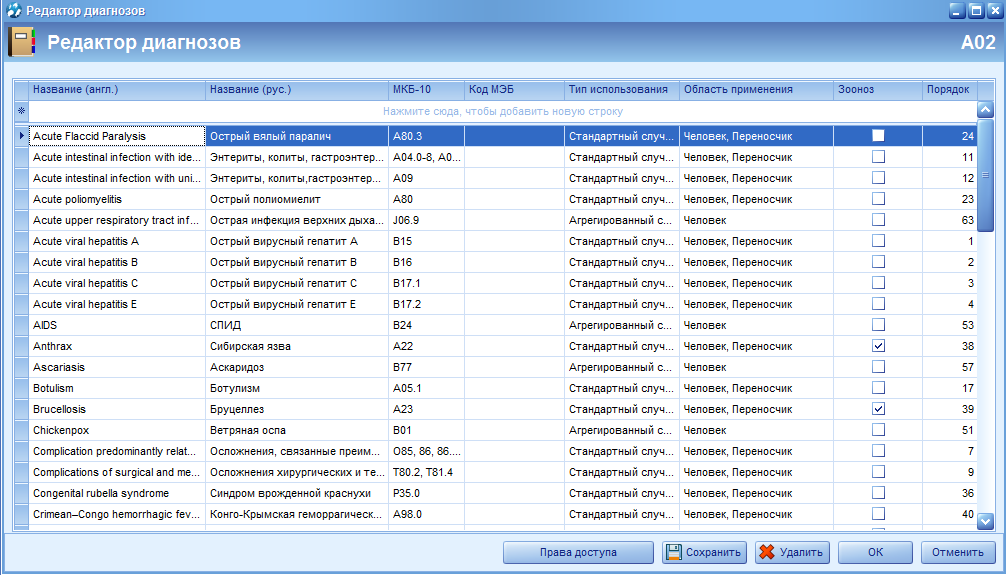 Редактор диагнозов
Редактор диагнозов A02
Название (англ.) Название (рус.) МКБ-10 Код МЭБ Тип использования Область применения Зооноз Порядок
Нажмите сюда, чтобы добавить новую строку
Acute Flaccid Paralysis Острый вялый паралич A80.3 Стандартный случ... Человек, Переносчик 24
Acute intestinal infection with ide... Энтериты, колиты, гастроэнтер... A04.0-8, A0... Стандартный случ... Человек, Переносчик 11
Acute intestinal infection with uni... Энтериты, колиты,гастроэнтер... A09 Стандартный случ... Человек, Переносчик 12
Acute poliomyelitis Острый полиомиелит A80 Стандартный случ... Человек, Переносчик 23
Acute upper respiratory tract inf... Острая инфекция верхних дыха... J06.9 Агрегированный с... Человек 63
Acute viral hepatitis A Острый вирусный гепатит A B15 Стандартный случ... Человек, Переносчик 1
Acute viral hepatitis B Острый вирусный гепатит B B16 Стандартный случ... Человек, Переносчик 2
Acute viral hepatitis C Острый вирусный гепатит C B17.1 Стандартный случ... Человек, Переносчик 3
Acute viral hepatitis E Острый вирусный гепатит E B17.2 Стандартный случ... Человек, Переносчик 4
AIDS СПИД B24 Агрегированный с... Человек 53
Anthrax Сибирская язва A22 Стандартный случ... Человек, Переносчик 38
Ascariasis Аскаридоз B77 Агрегированный с... Человек 57
Botulism Ботулизм A05.1 Стандартный случ... Человек, Переносчик 17
Brucellosis Бруцеллез A23 Стандартный случ... Человек, Переносчик 39
Chickenpox Ветряная оспа B01 Агрегированный с... Человек 51
Complication predominantly relat... Осложнения, связанные преим... O85, 86, 86.... Стандартный случ... Человек, Переносчик 7
Complications of surgical and me... Осложнения хирургических и те... T80.2, T81.4 Стандартный случ... Человек, Переносчик 9
Congenital rubella syndrome Синдром врожденной краснухи P35.0 Стандартный случ... Человек, Переносчик 36
Crimean–Congo hemorrhagic fev... Конго-Крымская геморрагическ... A98.0 Стандартный случ... Человек, Переносчик 40
Права доступа Сохранить Удалить ОК Отменить